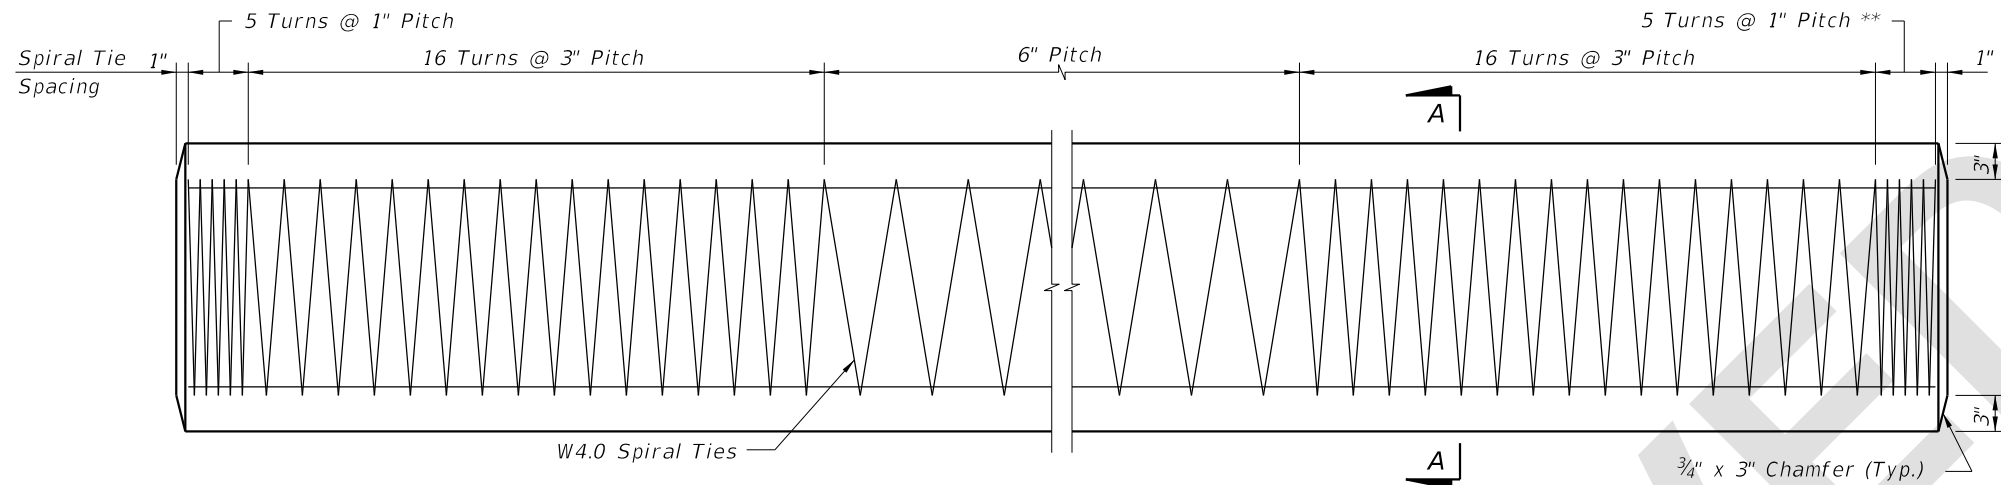 5 Turns @ 1" Pitch
5 Turns @ 1" Pitch **
Spiral Tie
Spacing
1"
16 Turns @ 3" Pitch
6" Pitch
16 Turns @ 3" Pitch
1"
A
3"
3"
W4.0 Spiral Ties
A
¾" x 3" Chamfer (Typ.)